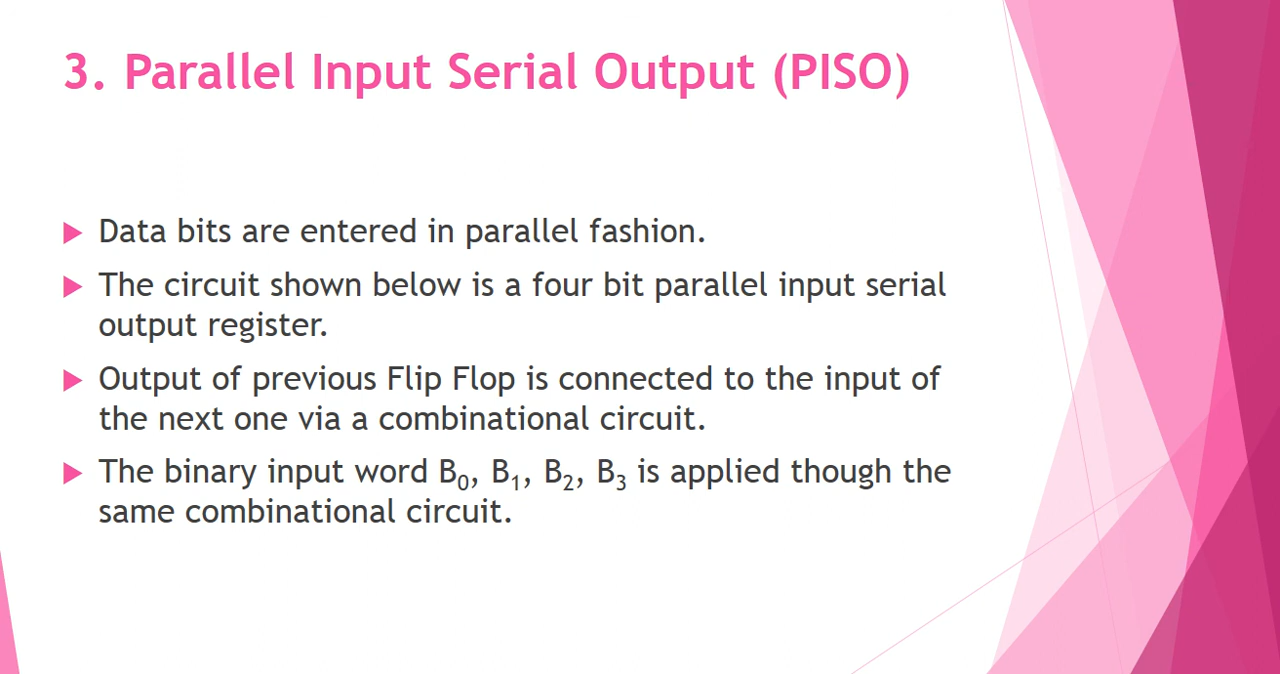 3. Parallel Input Serial Output (PISO)
Data bits are entered in parallel fashion.
The circuit shown below is a four bit parallel input serial
output register.
Output of previous Flip Flop is connected to the input of
the next one via a combinational circuit.
The binary input word B₀, B₁, B₂, B₃ is applied though the
same combinational circuit.